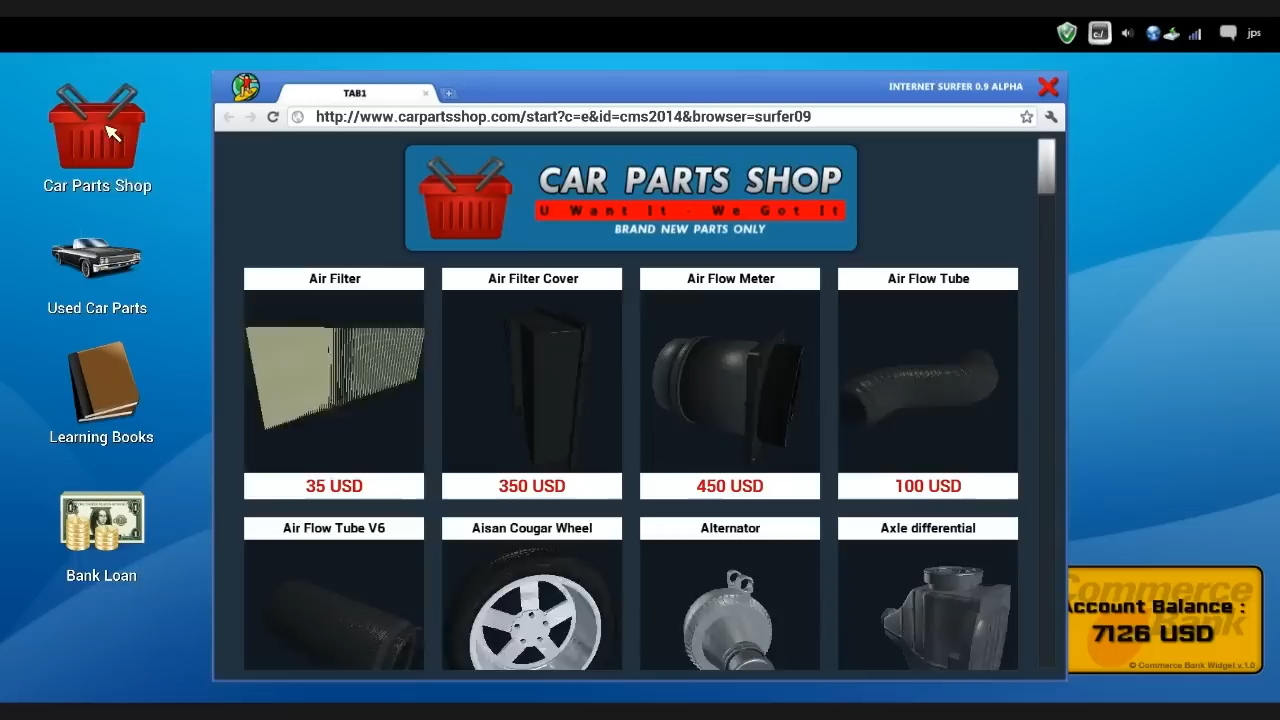 jps
Car Parts Shop
Used Car Parts
Learning Books
Bank Loan
TAB1
INTERNET SURFER 0.9 ALPHA
http://www.carpartsshop.com/start?c=e&id=cms2014&browser=surfer09
CAR PARTS SHOP
U Want It - We Got It
BRAND NEW PARTS ONLY
Air Filter
Air Filter Cover
Air Flow Meter
Air Flow Tube
35 USD
350 USD
450 USD
100 USD
Air Flow Tube V6
Aisan Cougar Wheel
Alternator
Axle differential
Commerce
Bank
Account Balance :
7126 USD
© Commerce Bank Widget v.1.0